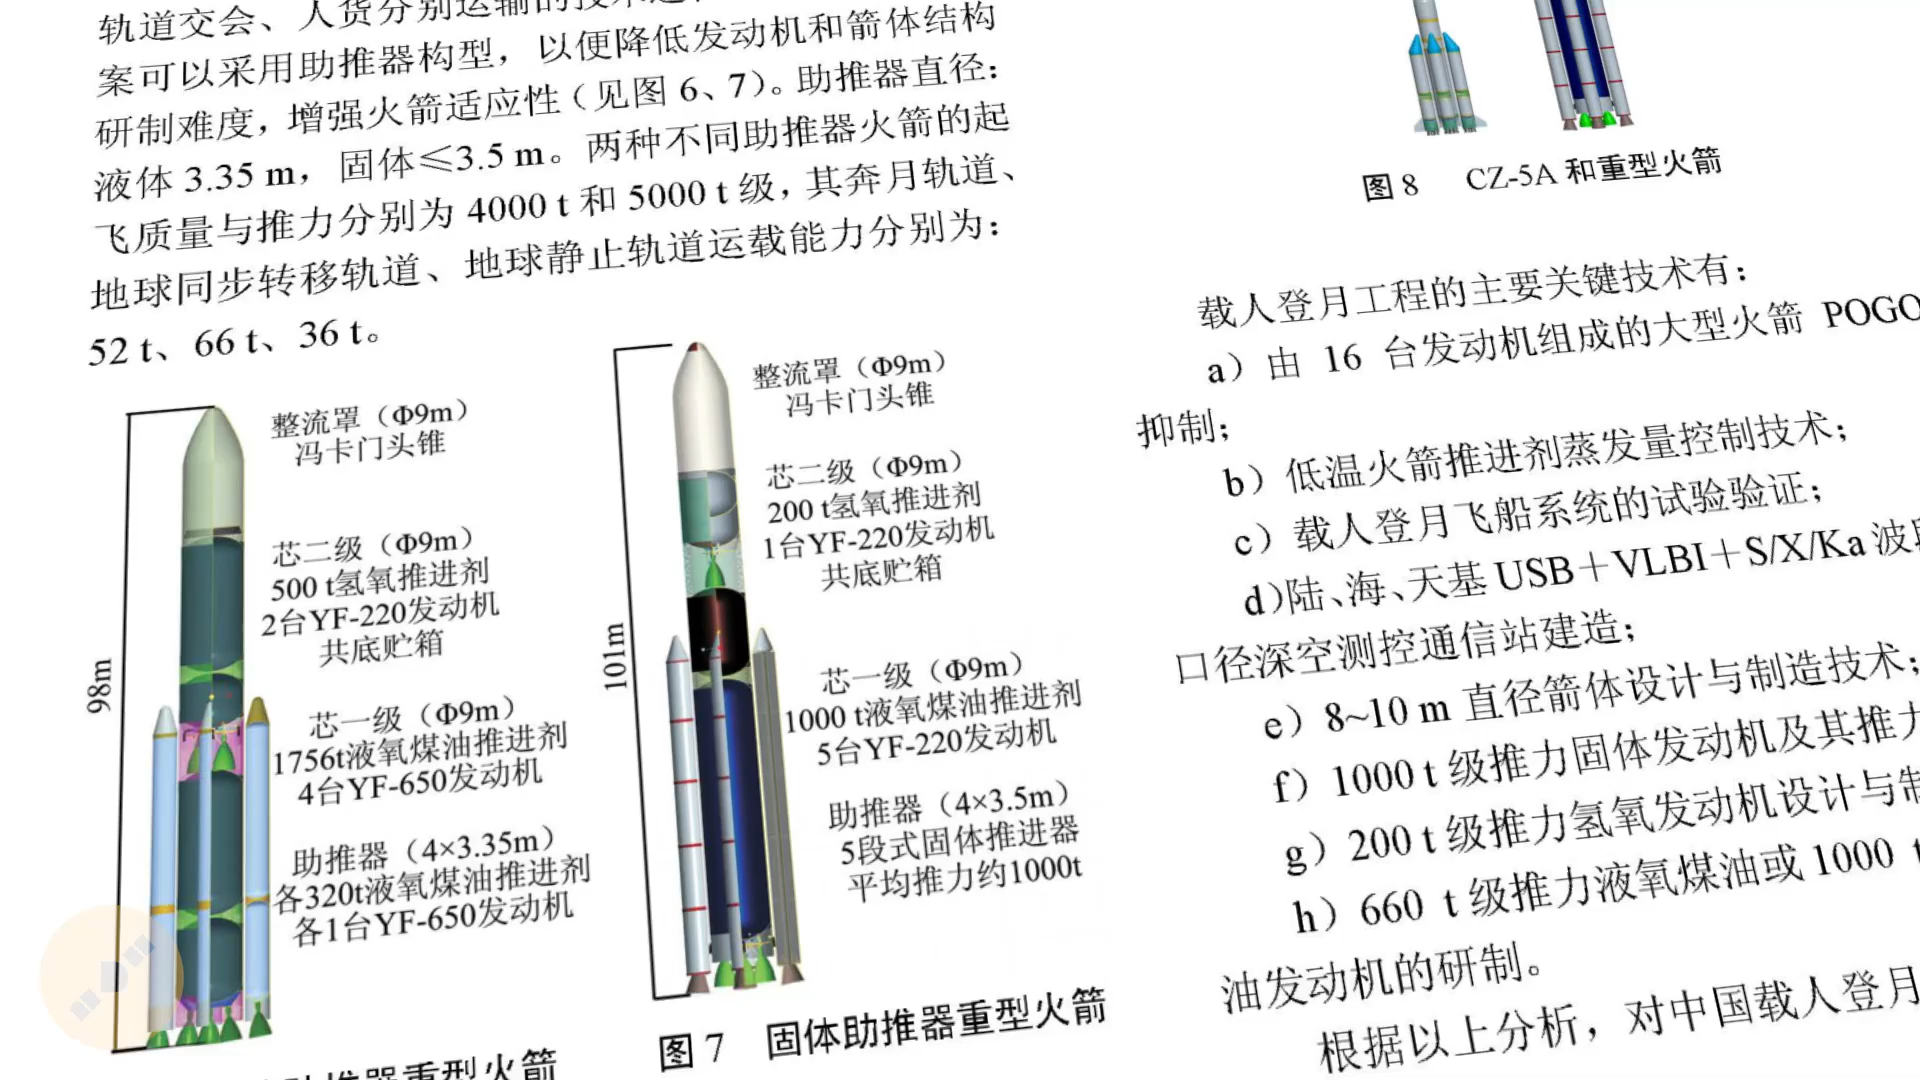 轨道交会、人货分别运输的技术途
案可以采用助推器构型，以便降低发动机和箭体结构
研制难度，增强火箭适应性（见图 6、7）。助推器直径：
液体 3.35 m，固体≤3.5 m。两种不同助推器火箭的起
飞质量与推力分别为 4000 t 和 5000 t 级，其奔月轨道、
地球同步转移轨道、地球静止轨道运载能力分别为：
52 t、66 t、36 t。
98m
整流罩（Φ9m）
冯卡门头锥
芯二级（Φ9m）
500 t氢氧推进剂
2台YF-220发动机
共底贮箱
芯一级（Φ9m）
1756t液氧煤油推进剂
4台YF-650发动机
助推器（4×3.35m）
各320t液氧煤油推进剂
各1台YF-650发动机
助推器重型火箭
101m
整流罩（Φ9m）
冯卡门头锥
芯二级（Φ9m）
200 t氢氧推进剂
1台YF-220发动机
共底贮箱
芯一级（Φ9m）
1000 t液氧煤油推进剂
5台YF-220发动机
助推器（4×3.5m）
5段式固体推进器
平均推力约1000t
图 7 固体助推器重型火箭
图 8 CZ-5A 和重型火箭
载人登月工程的主要关键技术有：
a）由 16 台发动机组成的大型火箭 POGO
抑制；
b）低温火箭推进剂蒸发量控制技术；
c）载人登月飞船系统的试验验证；
d）陆、海、天基 USB＋VLBI＋S/X/Ka 波段
口径深空测控通信站建造；
e）8~10 m 直径箭体设计与制造技术；
f）1000 t 级推力固体发动机及其推力
g）200 t 级推力氢氧发动机设计与制
h）660 t 级推力液氧煤油或 1000 t
油发动机的研制。
根据以上分析，对中国载人登月